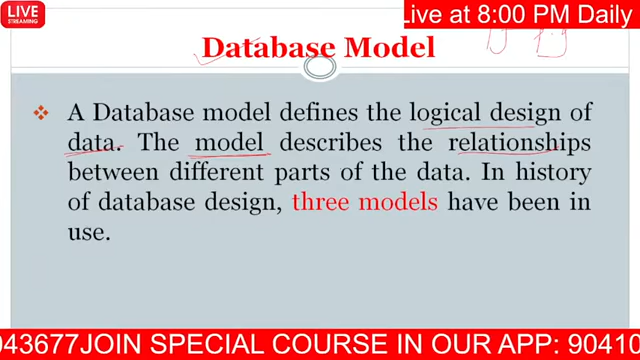 LIVE
STREAMING
Live at 8:00 PM Daily
Database Model
A Database model defines the logical design of
data. The model describes the relationships
between different parts of the data. In history
of database design, three models have been in
use.
043677JOIN SPECIAL COURSE IN OUR APP: 90410